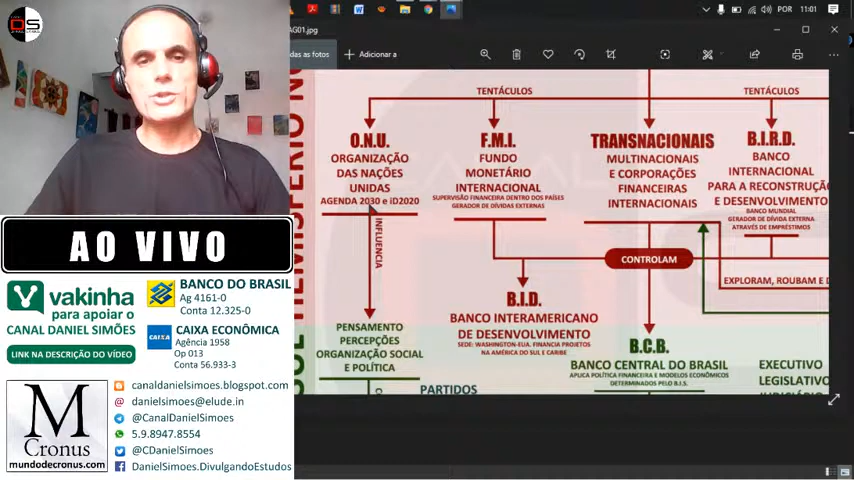 POR
11:01
AG01.jpg
das as fotos
Adicionar a
TENTÁCULOS
TENTÁCULOS
O.N.U.
ORGANIZAÇÃO
DAS NAÇÕES
UNIDAS
AGENDA 2030 e iD2020
F.M.I.
FUNDO
MONETÁRIO
INTERNACIONAL
SUPERVISÃO FINANCEIRA DENTRO DOS PAÍSES
GERADOR DE DÍVIDAS EXTERNAS
TRANSNACIONAIS
MULTINACIONAIS
E CORPORAÇÕES
FINANCEIRAS
INTERNACIONAIS
B.I.R.D.
BANCO
INTERNACIONAL
PARA A RECONSTRUÇÃO
E DESENVOLVIMENTO
BANCO MUNDIAL
GERADOR DE DÍVIDA EXTERNA
ATRAVÉS DE EMPRÉSTIMOS
INFLUENCIA
CONTROLAM
EXPLORAM, ROUBAM E D
B.I.D.
BANCO INTERAMERICANO
DE DESENVOLVIMENTO
SEDE: WASHINGTON-EUA. FINANCIA PROJETOS
NA AMÉRICA DO SUL E CARIBE
PENSAMENTO
PERCEPÇÕES
ORGANIZAÇÃO SOCIAL
E POLÍTICA
B.C.B.
BANCO CENTRAL DO BRASIL
APLICA POLÍTICA FINANCEIRA E MODELOS ECONÔMICOS
DETERMINADOS PELO B.I.S.
EXECUTIVO
LEGISLATIVO
JUDICIÁRIO
PARTIDOS
SUL HEMISFÉRIO NO
AO VIVO
vakinha
para apoiar o
CANAL DANIEL SIMÕES
LINK NA DESCRIÇÃO DO VÍDEO
BANCO DO BRASIL
Ag 4161-0
Conta 12.325-0
CAIXA
CAIXA ECONÔMICA
Agência 1958
Op 013
Conta 56.933-3
M
Cronus
mundodecronus.com
canaldanielsimoes.blogspot.com
danielsimoes@elude.in
@CanalDanielSimoes
5.9.8947.8554
@CDanielSimoes
DanielSimoes.DivulgandoEstudos